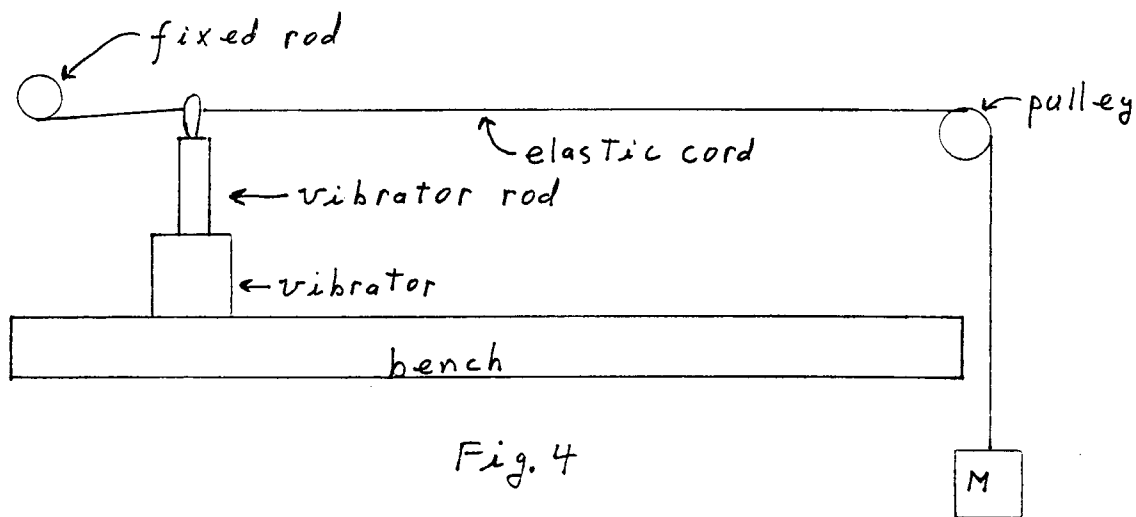 fixed rod
pulley
elastic cord
vibrator rod
vibrator
bench
Fig. 4
M